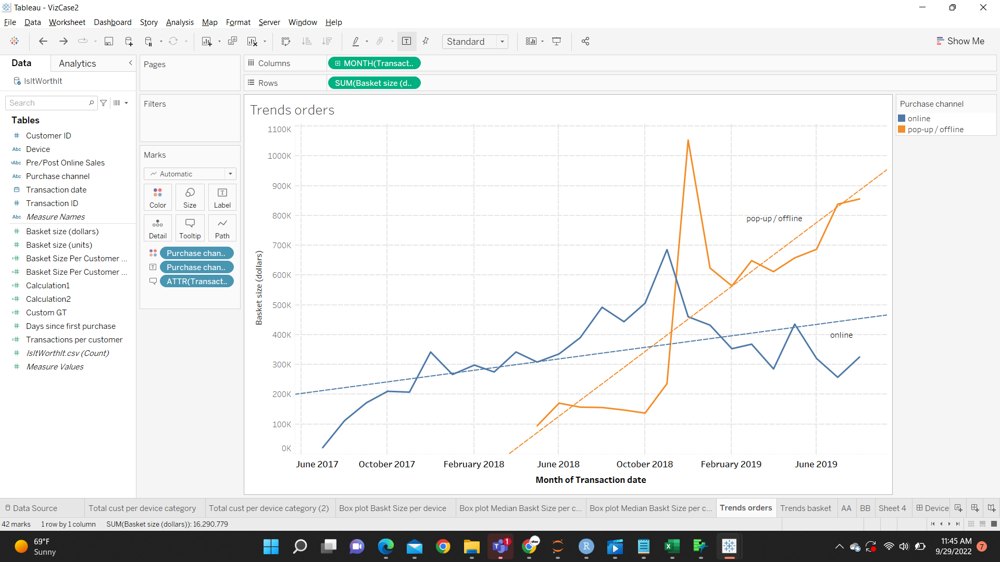 Tableau - VizCase2
File Data Worksheet Dashboard Story Analysis Map Format Server Window Help
Standard
Show Me
Data Analytics
IsItWorthIt
Search
Tables
Customer ID
Abc Device
=Abc Pre/Post Online Sales
Abc Purchase channel
Transaction date
Transaction ID
Abc Measure Names
Basket size (dollars)
Basket size (units)
Basket Size Per Customer ...
Basket Size Per Customer ...
Calculation1
Calculation2
Custom GT
Days since first purchase
Transactions per customer
IsItWorthIt.csv (Count)
Measure Values
Pages
Filters
Marks
Automatic
Color Size Label
Detail Tooltip Path
Purchase chan..
Purchase chan..
ATTR(Transact..
Columns MONTH(Transact..
Rows SUM(Basket size (d..
Trends orders
1100K
1000K
900K
800K
700K
600K
500K
400K
300K
200K
100K
0K
Basket size (dollars)
pop-up / offline
online
June 2017 October 2017 February 2018 June 2018 October 2018 February 2019 June 2019
Month of Transaction date
Purchase channel
online
pop-up / offline
Data Source Total cust per device category Total cust per device category (2) Box plot Baskt Size per device Box plot Median Baskt Size per c... Box plot Median Baskt Size per c... Trends orders Trends basket AA BB Sheet 4 Device
42 marks 1 row by 1 column SUM(Basket size (dollars)): 16,290,779
69°F
Sunny
1
R
11:45 AM
9/29/2022
7